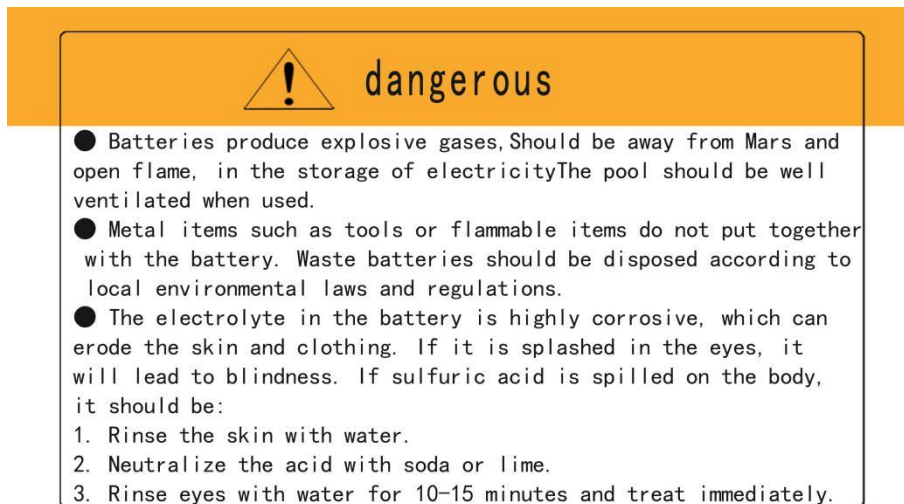 dangerous
● Batteries produce explosive gases,Should be away from Mars and
open flame, in the storage of electricityThe pool should be well
ventilated when used.
● Metal items such as tools or flammable items do not put together
with the battery. Waste batteries should be disposed according to
local environmental laws and regulations.
● The electrolyte in the battery is highly corrosive, which can
erode the skin and clothing. If it is splashed in the eyes, it
will lead to blindness. If sulfuric acid is spilled on the body,
it should be:
1. Rinse the skin with water.
2. Neutralize the acid with soda or lime.
3. Rinse eyes with water for 10-15 minutes and treat immediately.